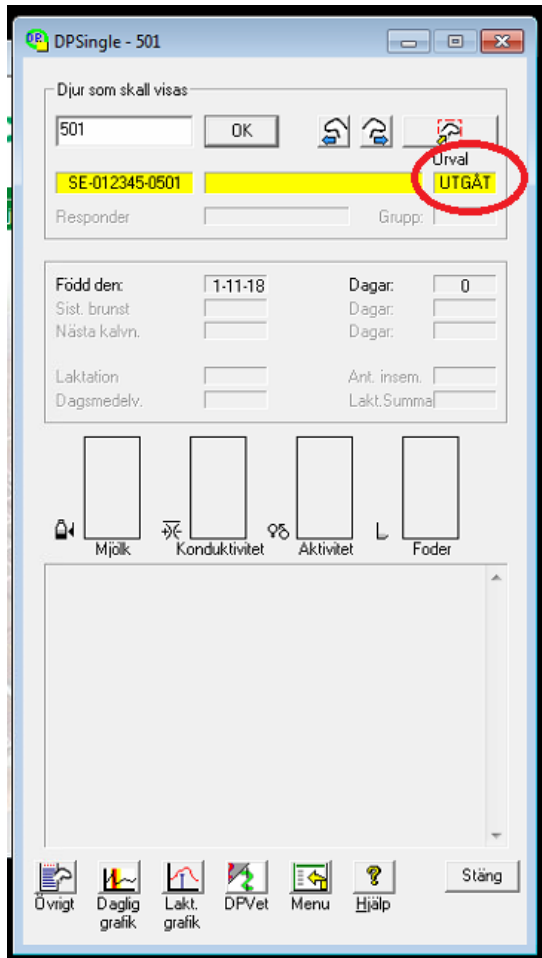 DPSingle - 501
Djur som skall visas
501 OK
Urval
SE-012345-0501 UTGÅT
Responder Grupp:
Född den: 1-11-18 Dagar: 0
Sist. brunst Dagar:
Nästa kalvn. Dagar:
Laktation Ant. insem.
Dagsmedelv. Lakt.Summa
Mjölk Konduktivitet Aktivitet Foder
Övrigt Daglig grafik Lakt. grafik DPVet Menu Hjälp Stäng